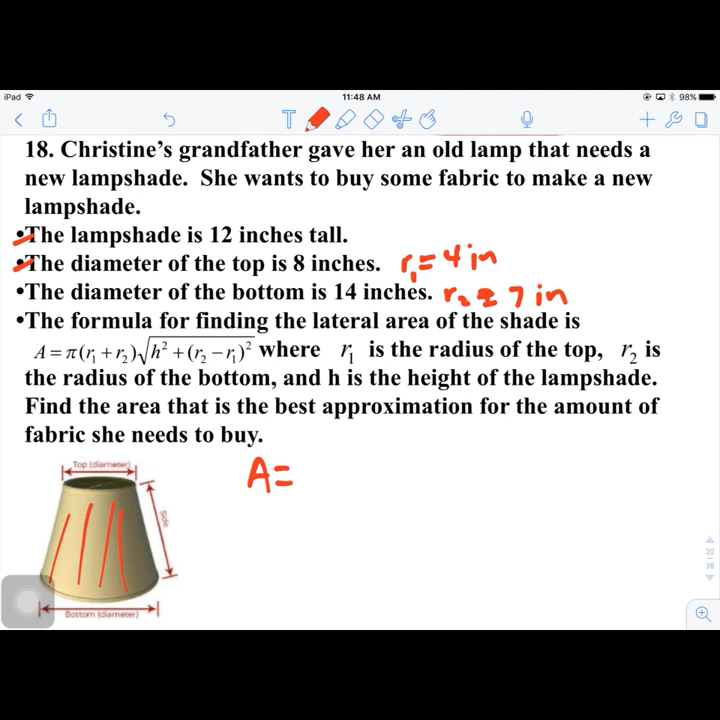 iPad
11:48 AM
98%
T
18. Christine's grandfather gave her an old lamp that needs a
new lampshade. She wants to buy some fabric to make a new
lampshade.
•The lampshade is 12 inches tall.
•The diameter of the top is 8 inches. r₁ = 4 in
•The diameter of the bottom is 14 inches. r₂ = 7 in
•The formula for finding the lateral area of the shade is
A = π(r₁ + r₂)√(h² + (r₂ − r₁)²) where r₁ is the radius of the top, r₂ is
the radius of the bottom, and h is the height of the lampshade.
Find the area that is the best approximation for the amount of
fabric she needs to buy.
A=
Top (diameter)
Side
Bottom (diameter)
20
38